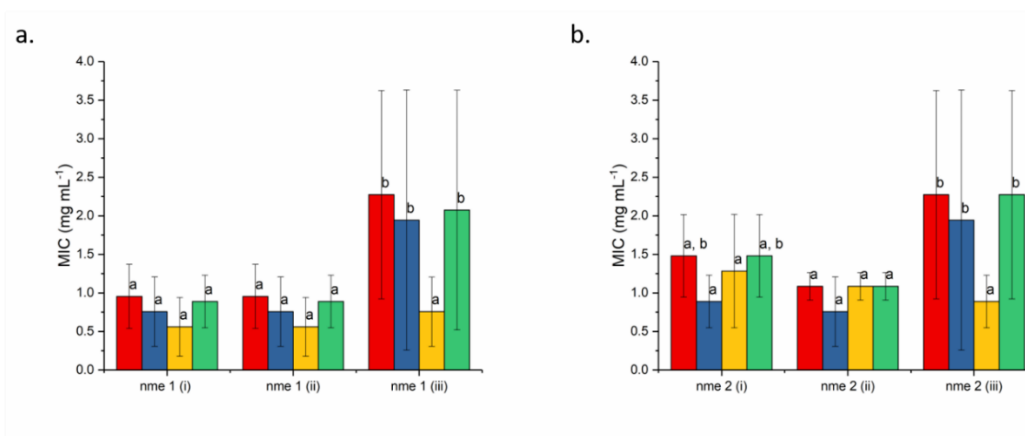 a.
MIC (mg mL⁻¹)
4.0
3.5
3.0
2.5
2.0
1.5
1.0
0.5
0.0
a
a
a
a
a
a
a
a
b
b
a
b
nme 1 (i)
nme 1 (ii)
nme 1 (iii)
b.
MIC (mg mL⁻¹)
4.0
3.5
3.0
2.5
2.0
1.5
1.0
0.5
0.0
a, b
a
a
a, b
a
a
a
a
b
b
a
b
nme 2 (i)
nme 2 (ii)
nme 2 (iii)